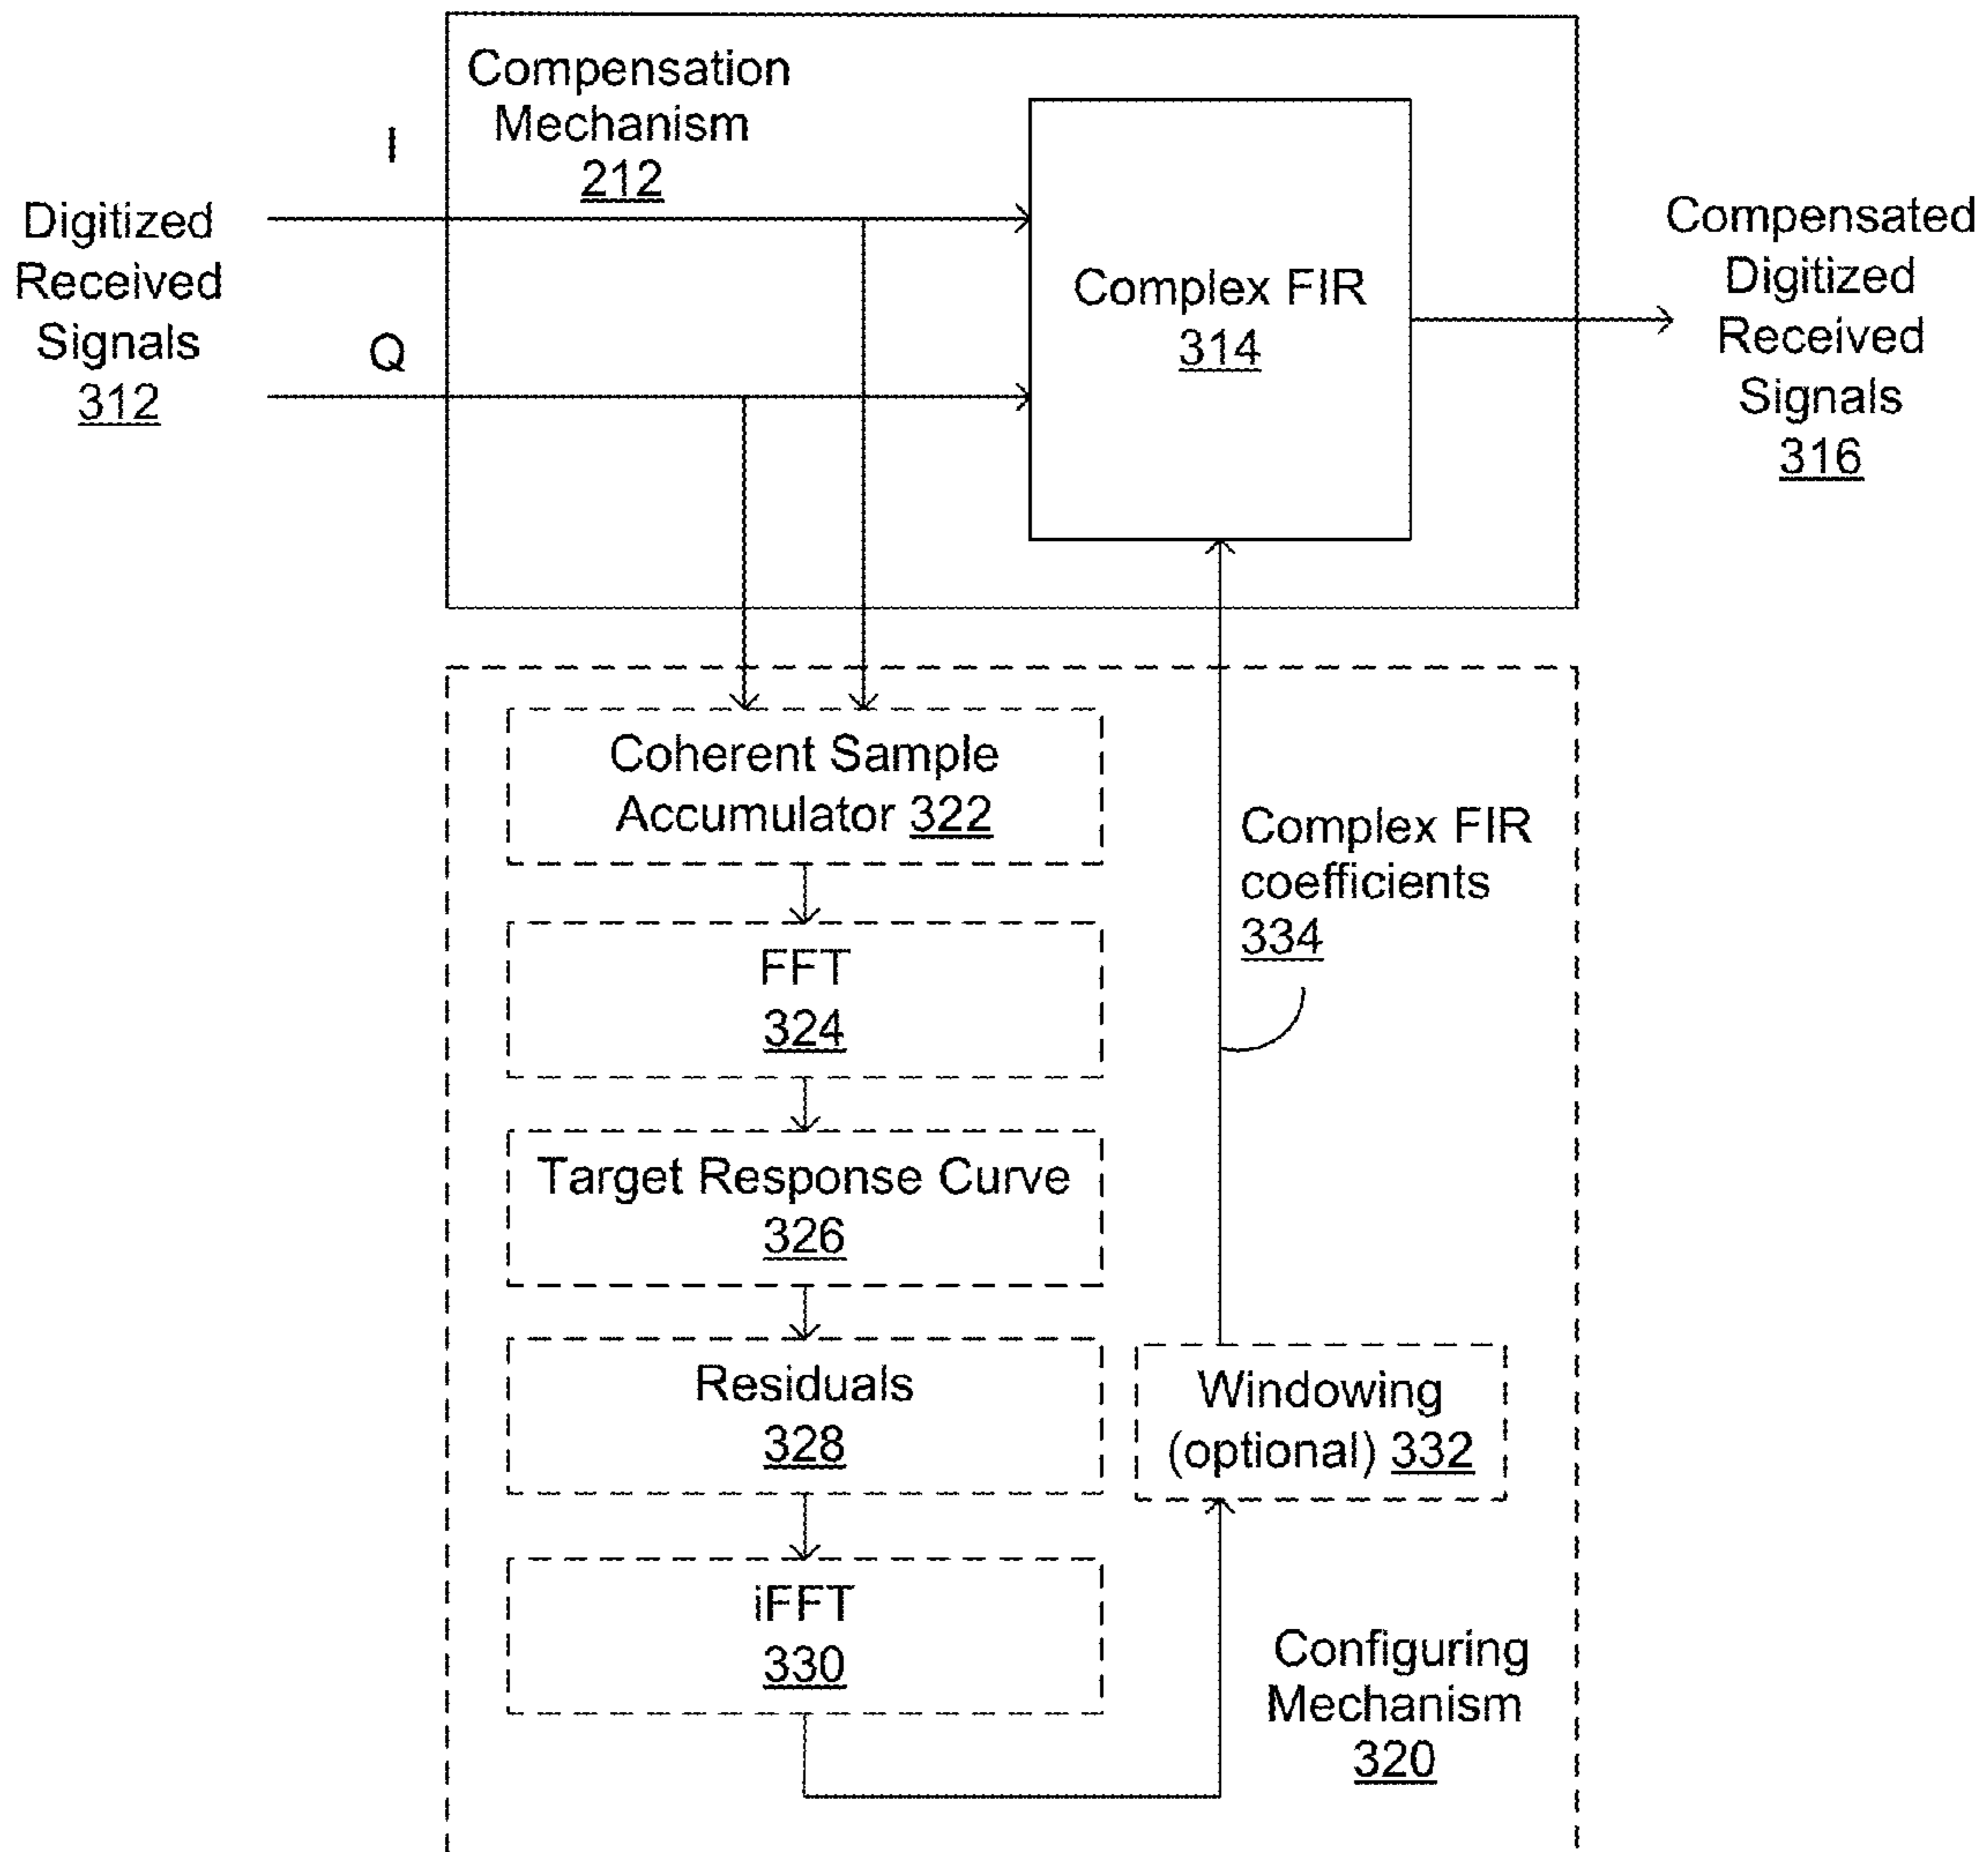 Compensation
Mechanism
212
I
Q
Digitized
Received
Signals
312
Complex FIR
314
Compensated
Digitized
Received
Signals
316
Coherent Sample
Accumulator 322
FFT
324
Target Response Curve
326
Residuals
328
iFFT
330
Complex FIR
coefficients
334
Windowing
(optional) 332
Configuring
Mechanism
320